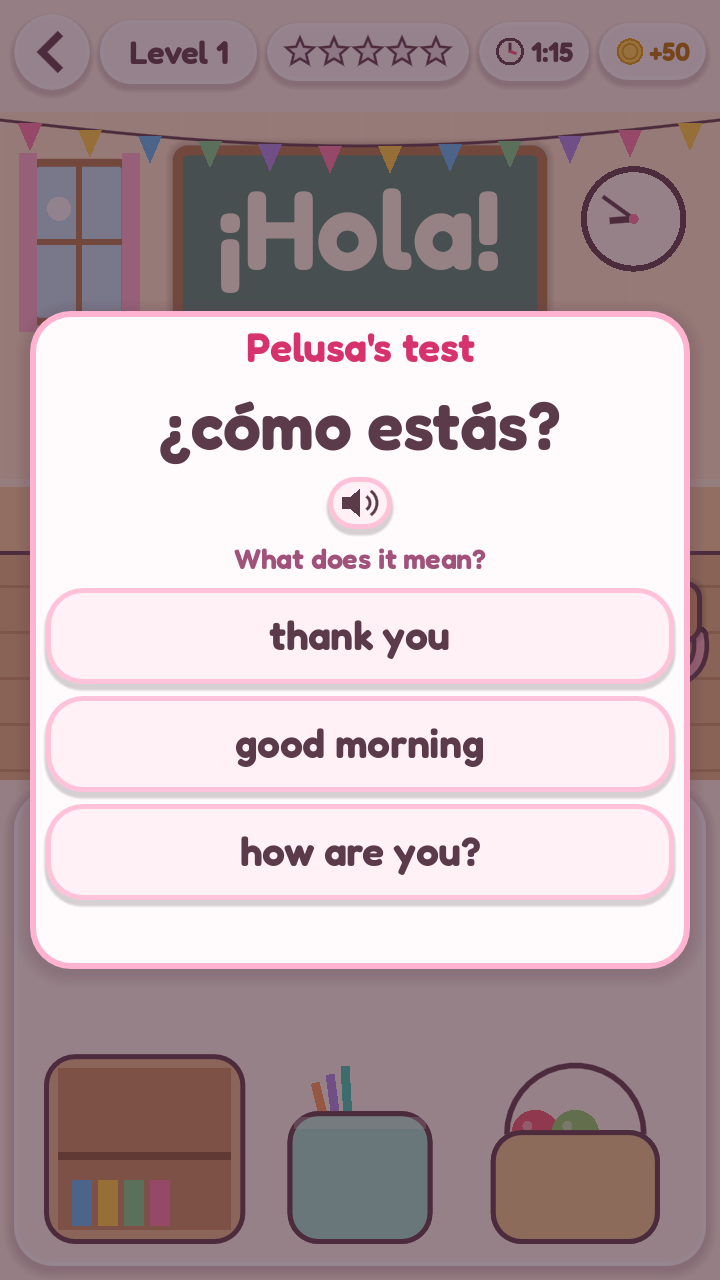 Level 1
1:15
+50
¡Hola!
Pelusa's test
¿cómo estás?
What does it mean?
thank you
good morning
how are you?